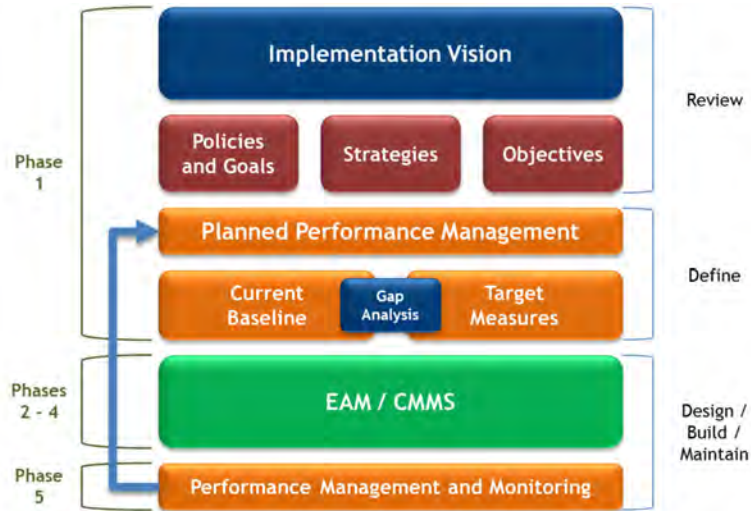 Implementation Vision
Review
Policies
and Goals
Strategies
Objectives
Phase
1
Planned Performance Management
Define
Current
Baseline
Gap
Analysis
Target
Measures
Phases
2 - 4
EAM / CMMS
Design /
Build /
Maintain
Phase
5
Performance Management and Monitoring